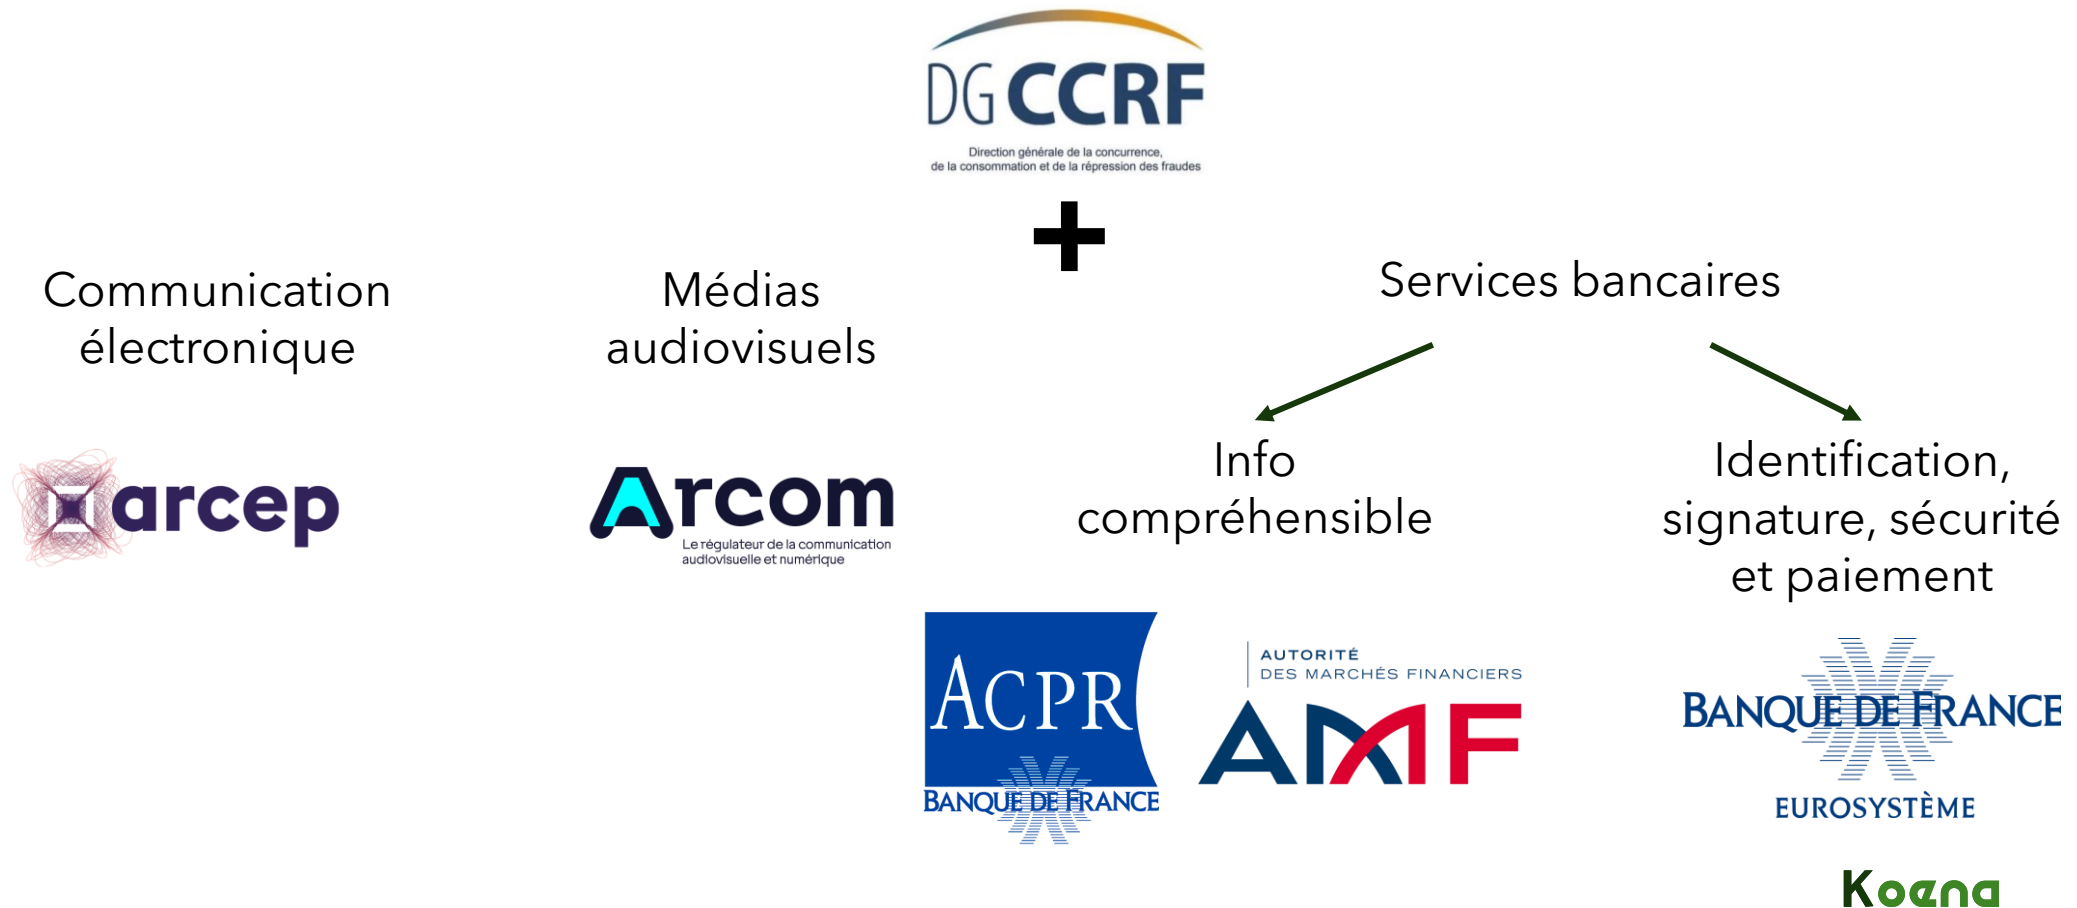 DGCCRF
Direction générale de la concurrence,
de la consommation et de la répression des fraudes
+
Communication
électronique
arcep
Médias
audiovisuels
Arcom
Le régulateur de la communication
audiovisuelle et numérique
Services bancaires
Info
compréhensible
ACPR
BANQUE DE FRANCE
AUTORITÉ
DES MARCHÉS FINANCIERS
AMF
Identification,
signature, sécurité
et paiement
BANQUE DE FRANCE
EUROSYSTÈME
Koena